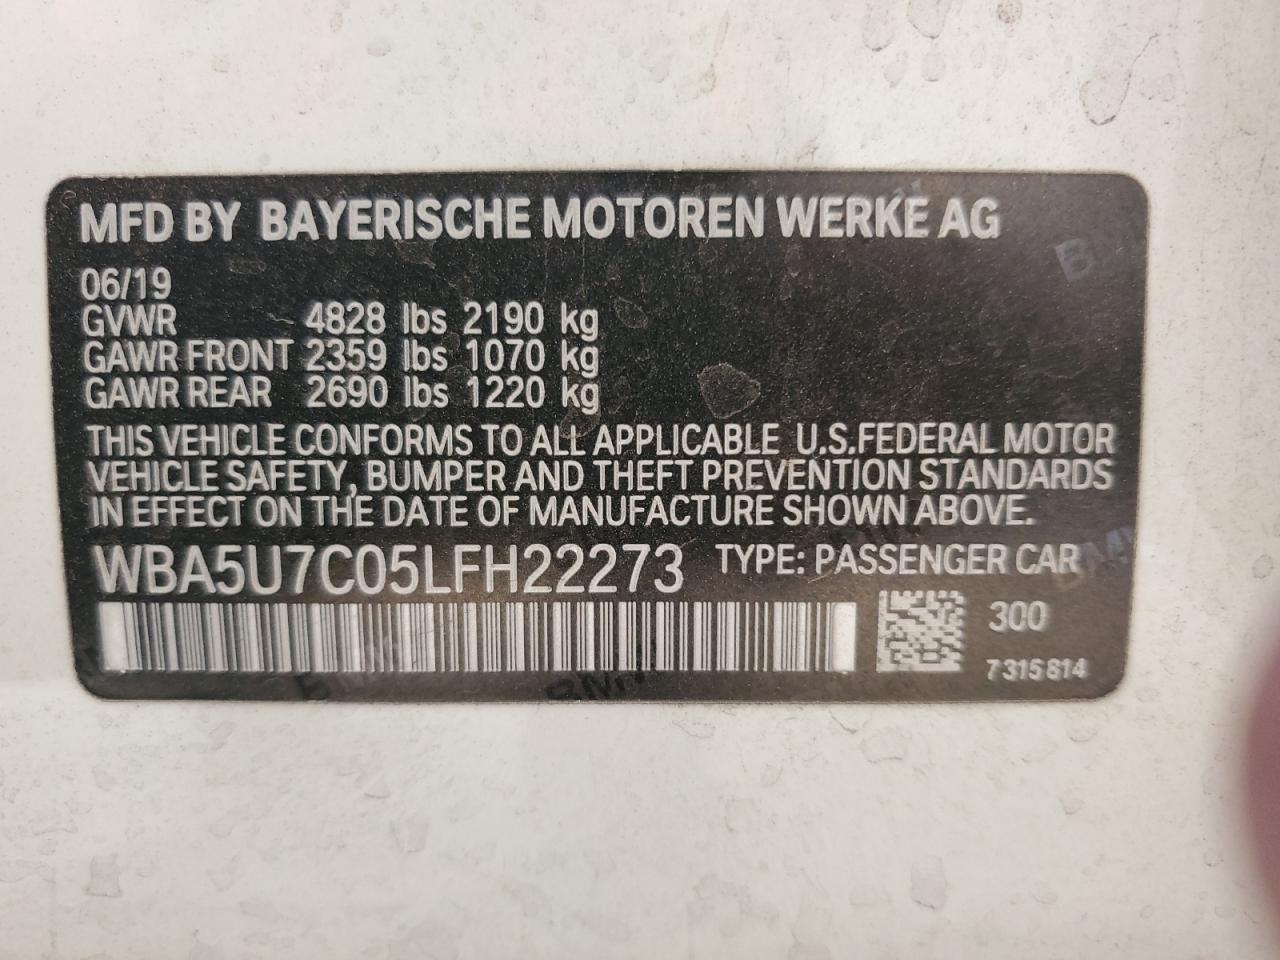 MFD BY BAYERISCHE MOTOREN WERKE AG
06/19
GVWR 4828 lbs 2190 kg
GAWR FRONT 2359 lbs 1070 kg
GAWR REAR 2690 lbs 1220 kg
THIS VEHICLE CONFORMS TO ALL APPLICABLE U.S.FEDERAL MOTOR
VEHICLE SAFETY, BUMPER AND THEFT PREVENTION STANDARDS
IN EFFECT ON THE DATE OF MANUFACTURE SHOWN ABOVE.
WBA5U7C05LFH22273 TYPE: PASSENGER CAR
300
7315814